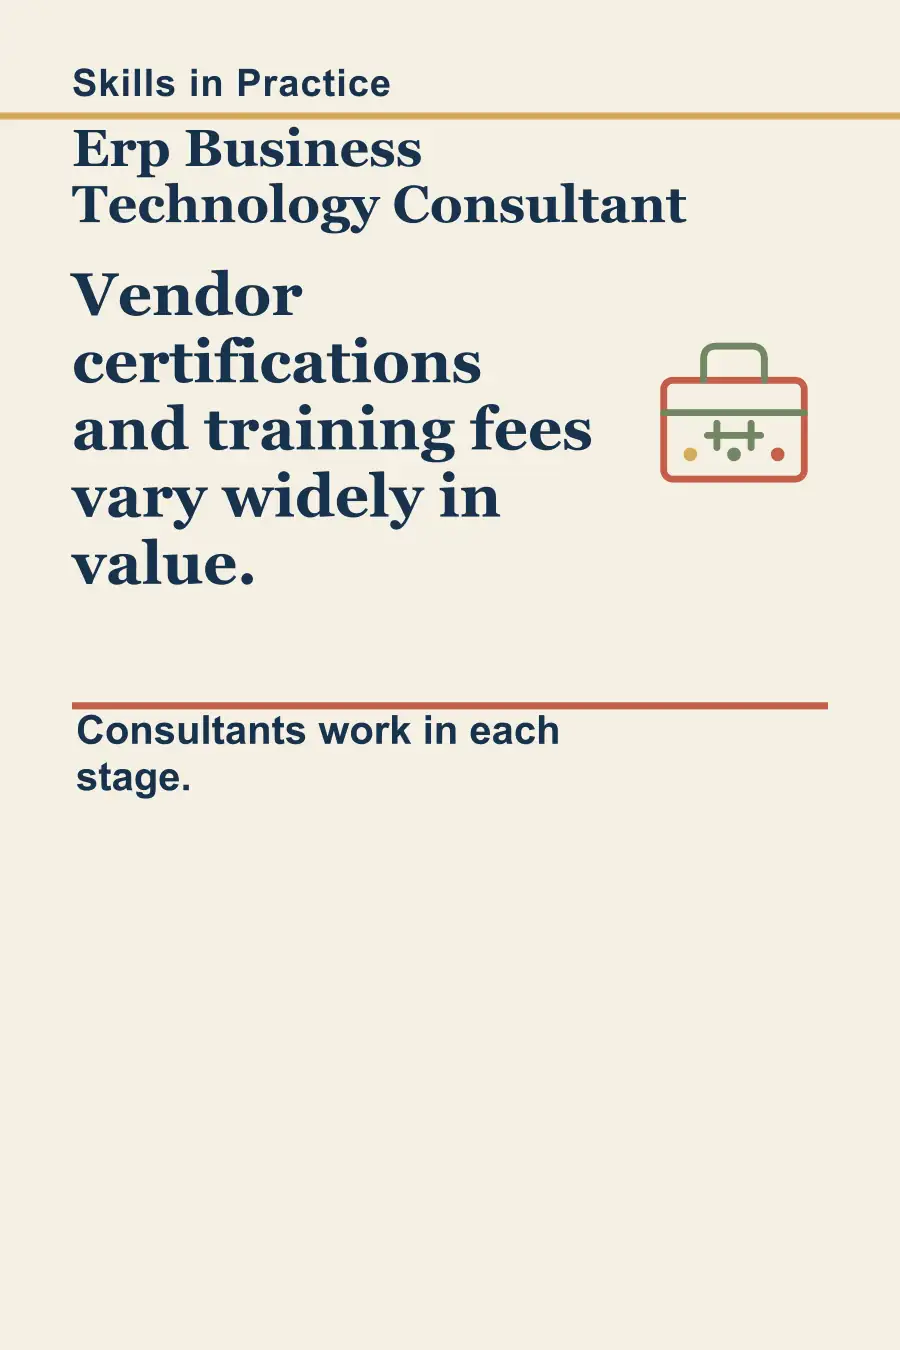 Skills in Practice
Erp Business
Technology Consultant
Vendor
certifications
and training fees
vary widely in
value.
Consultants work in each
stage.